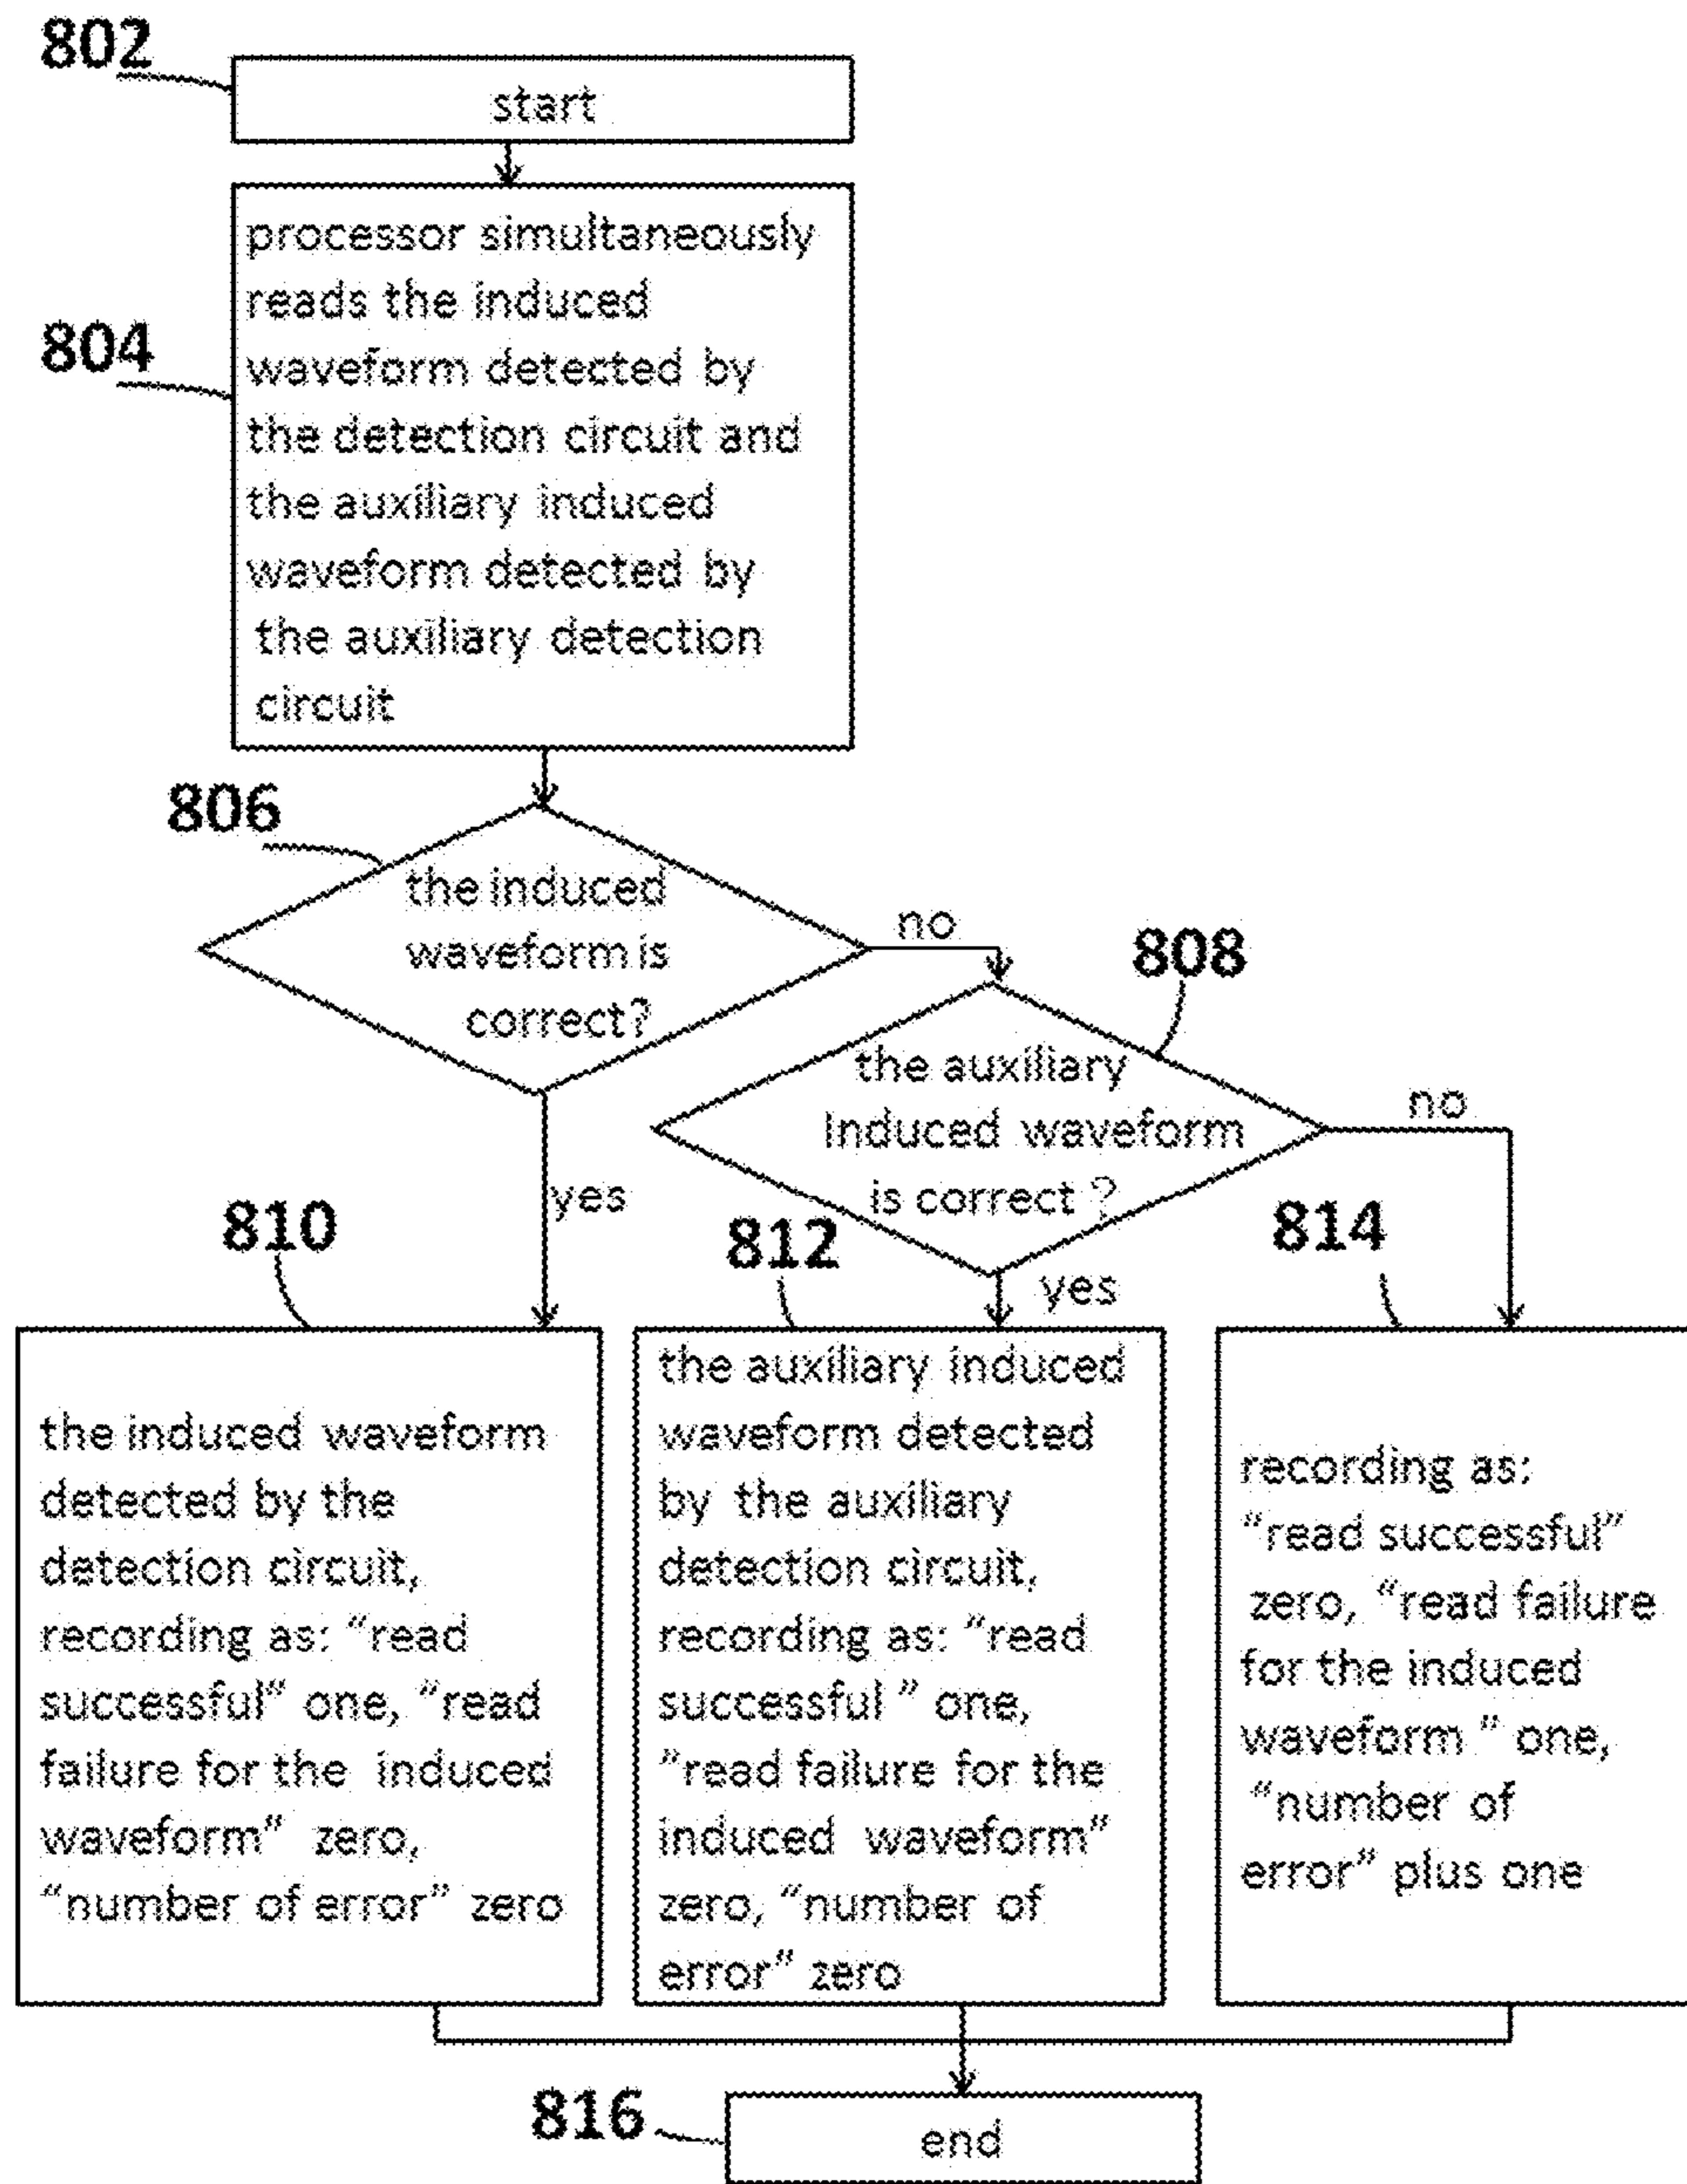 802
start
804
processor simultaneously
reads the induced
waveform detected by
the detection circuit and
the auxiliary induced
waveform detected by
the auxiliary detection
circuit
806
the induced
waveform is
correct?
no
808
the auxiliary
Induced waveform
is correct ?
no
yes
yes
810
the induced waveform
detected by the
detection circuit,
recording as: “read
successful” one, “read
failure for the induced
waveform” zero,
“number of error” zero
812
the auxiliary induced
waveform detected
by the auxiliary
detection circuit,
recording as: “read
successful ” one,
”read failure for the
induced waveform”
zero, “number of
error” zero
814
recording as:
“read successful”
zero, “read failure
for the induced
waveform ” one,
“number of
error” plus one
816
end